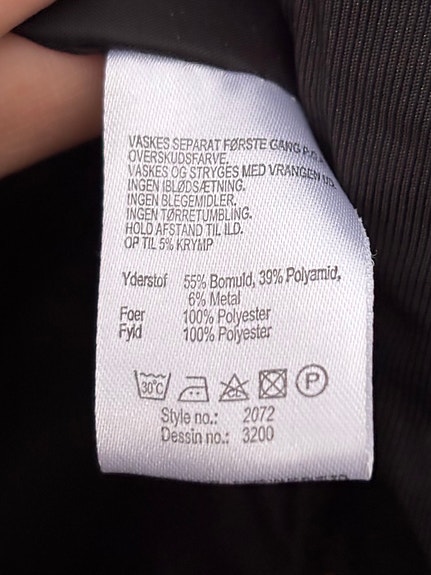 VASKES SEPARAT FØRSTE GANG P.G.A.
OVERSKUDSFARVE.
VASKES OG STRYGES MED VRANGEN UD.
INGEN IBLØDSÆTNING.
INGEN BLEGEMIDLER.
INGEN TØRRETUMBLING.
HOLD AFSTAND TIL ILD.
OP TIL 5% KRYMP
Yderstof 55% Bomuld, 39% Polyamid,
6% Metal
Foer 100% Polyester
Fyld 100% Polyester
30°C P
Style no.: 2072
Dessin no.: 3200